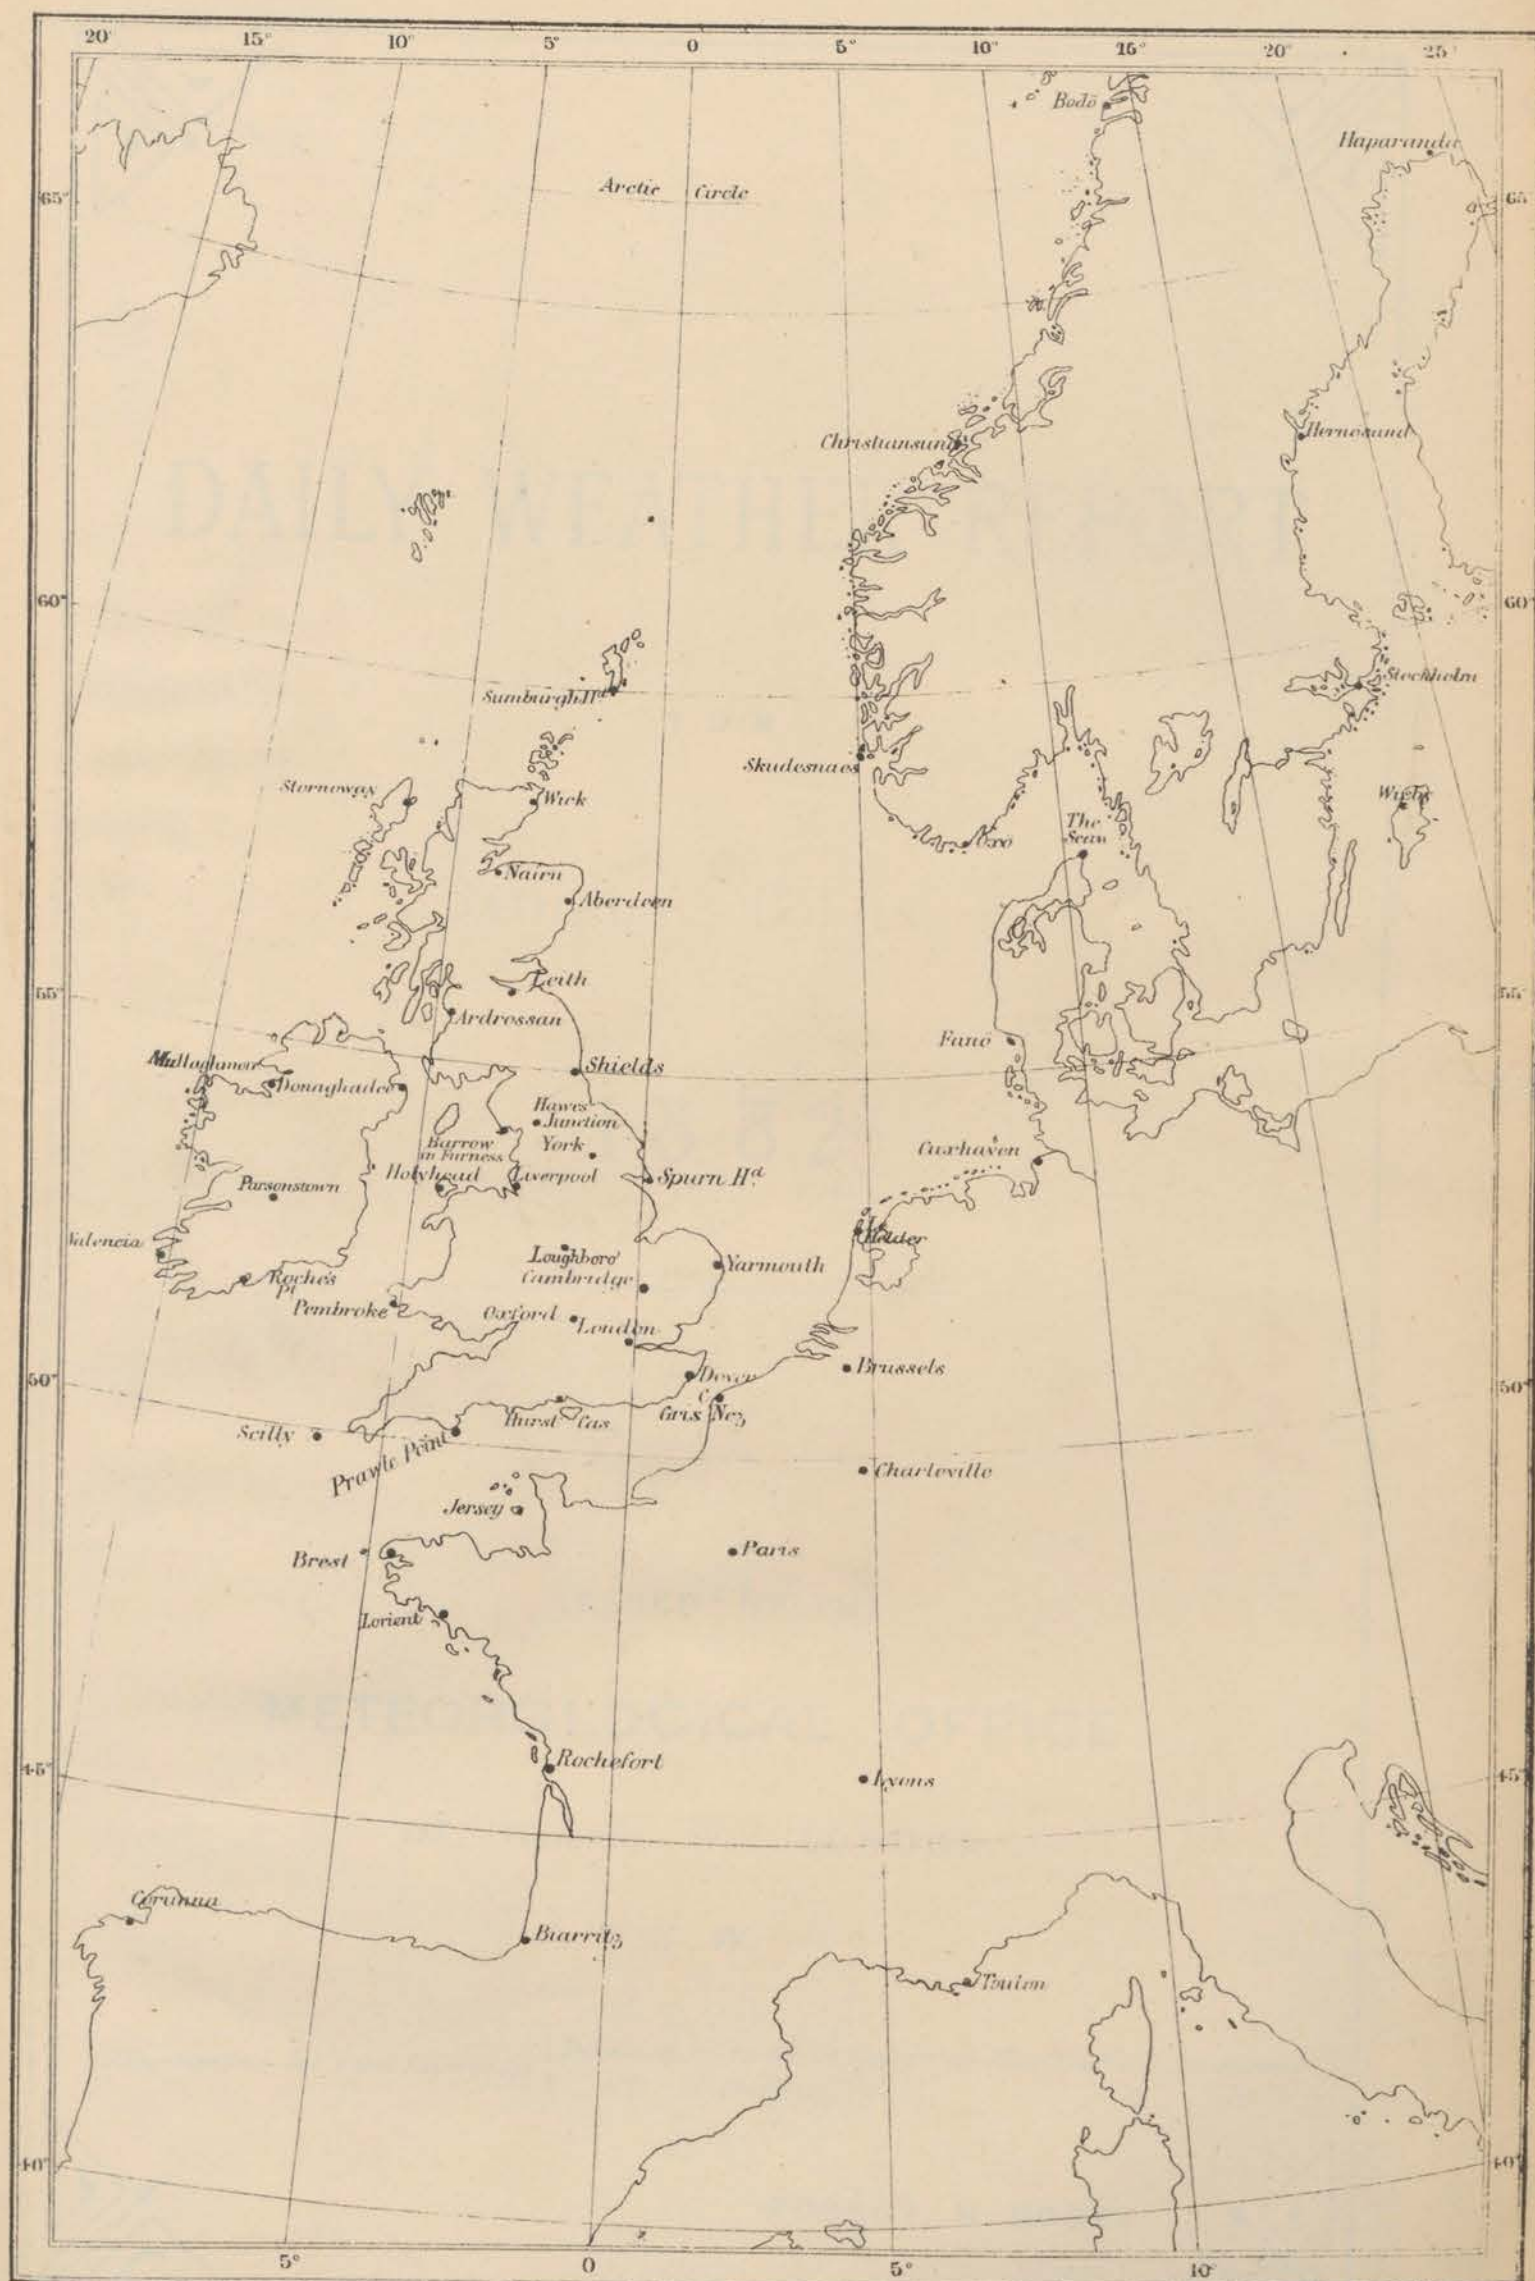 20°
15°
10°
5°
0
5°
10°
15°
20°
25°
Bodö
Haparanda
65°
Arctic Circle
65
Christiansund
Hernosand
60°
60°
Stockholm
Sumburgh Hd
Skudesnaes
Stornoway
Wick
Wisby
Oxö
The
Scaw
Nairn
Aberdeen
Leith
55°
55°
Ardrossan
Fanö
Mullaghmore
Shields
Donaghadee
Hawes
Junction
Barrow
in Furness
York
Cuxhaven
Holyhead
Liverpool
Spurn Hd.
Parsonstown
Valencia
Helder
Loughboro'
Yarmouth
Cambridge
Roche's
Pt
Pembroke
Oxford
London
Brussels
50°
50°
Dover
C.
Gris Nez
Hurst Cas
Scilly
Prawle Point
Charleville
Jersey
Brest
Paris
Lorient
Rochefort
45°
45°
Lyons
Corunna
Biarritz
Toulon
40°
40°
5°
0
5°
10°